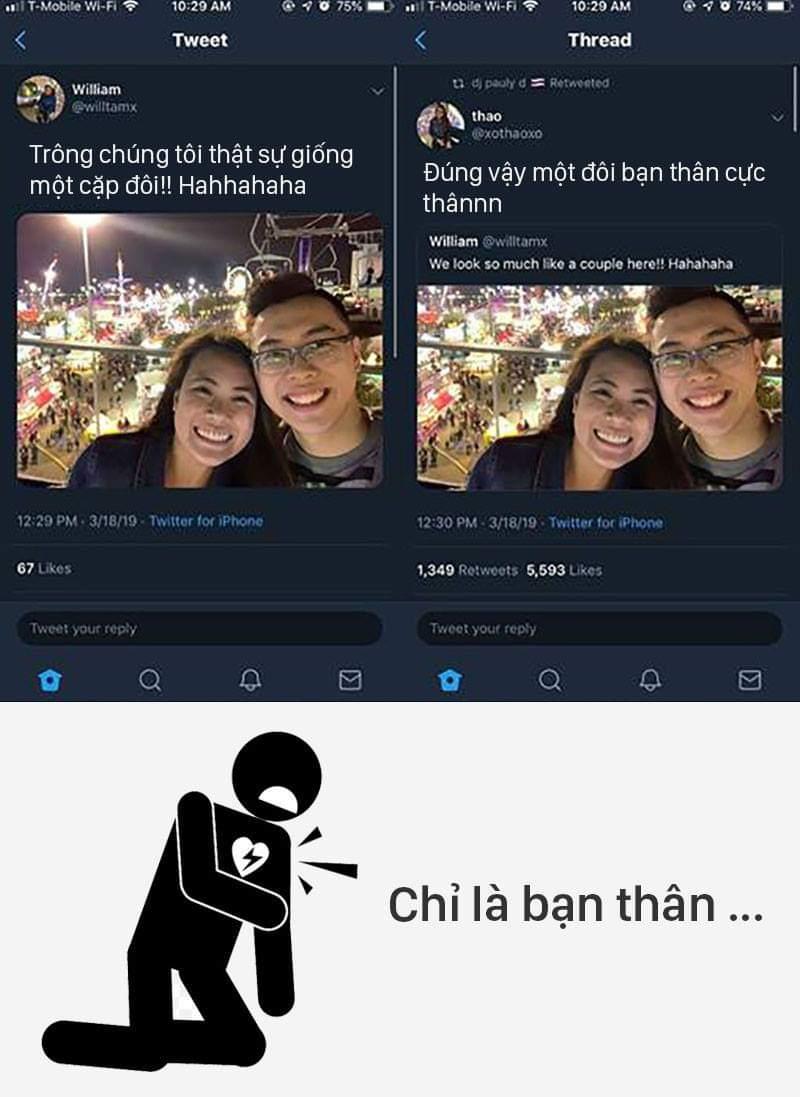 T-Mobile Wi-Fi 10:29 AM 75%
Tweet
William
@willtamx
Trông chúng tôi thật sự giống
một cặp đôi!! Hahhahaha
12:29 PM · 3/18/19 · Twitter for iPhone
67 Likes
Tweet your reply
T-Mobile Wi-Fi 10:29 AM 74%
Thread
dj pauly d Retweeted
thao
@xothaoxo
Đúng vậy một đôi bạn thân cực
thânnn
William @willtamx
We look so much like a couple here!! Hahahaha
12:30 PM · 3/18/19 · Twitter for iPhone
1,349 Retweets 5,593 Likes
Tweet your reply
Chỉ là bạn thân ...